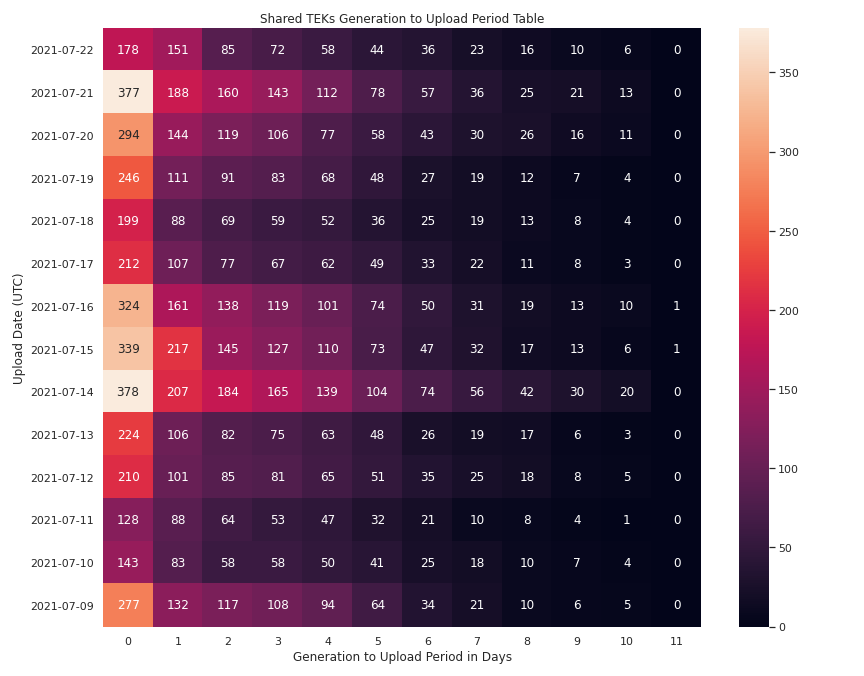 Shared TEKs Generation to Upload Period Table
2021-07-22 178 151 85 72 58 44 36 23 16 10 6 0
2021-07-21 377 188 160 143 112 78 57 36 25 21 13 0
2021-07-20 294 144 119 106 77 58 43 30 26 16 11 0
2021-07-19 246 111 91 83 68 48 27 19 12 7 4 0
2021-07-18 199 88 69 59 52 36 25 19 13 8 4 0
2021-07-17 212 107 77 67 62 49 33 22 11 8 3 0
2021-07-16 324 161 138 119 101 74 50 31 19 13 10 1
2021-07-15 339 217 145 127 110 73 47 32 17 13 6 1
2021-07-14 378 207 184 165 139 104 74 56 42 30 20 0
2021-07-13 224 106 82 75 63 48 26 19 17 6 3 0
2021-07-12 210 101 85 81 65 51 35 25 18 8 5 0
2021-07-11 128 88 64 53 47 32 21 10 8 4 1 0
2021-07-10 143 83 58 58 50 41 25 18 10 7 4 0
2021-07-09 277 132 117 108 94 64 34 21 10 6 5 0
0 1 2 3 4 5 6 7 8 9 10 11
Generation to Upload Period in Days
Upload Date (UTC)
350
300
250
200
150
100
50
0